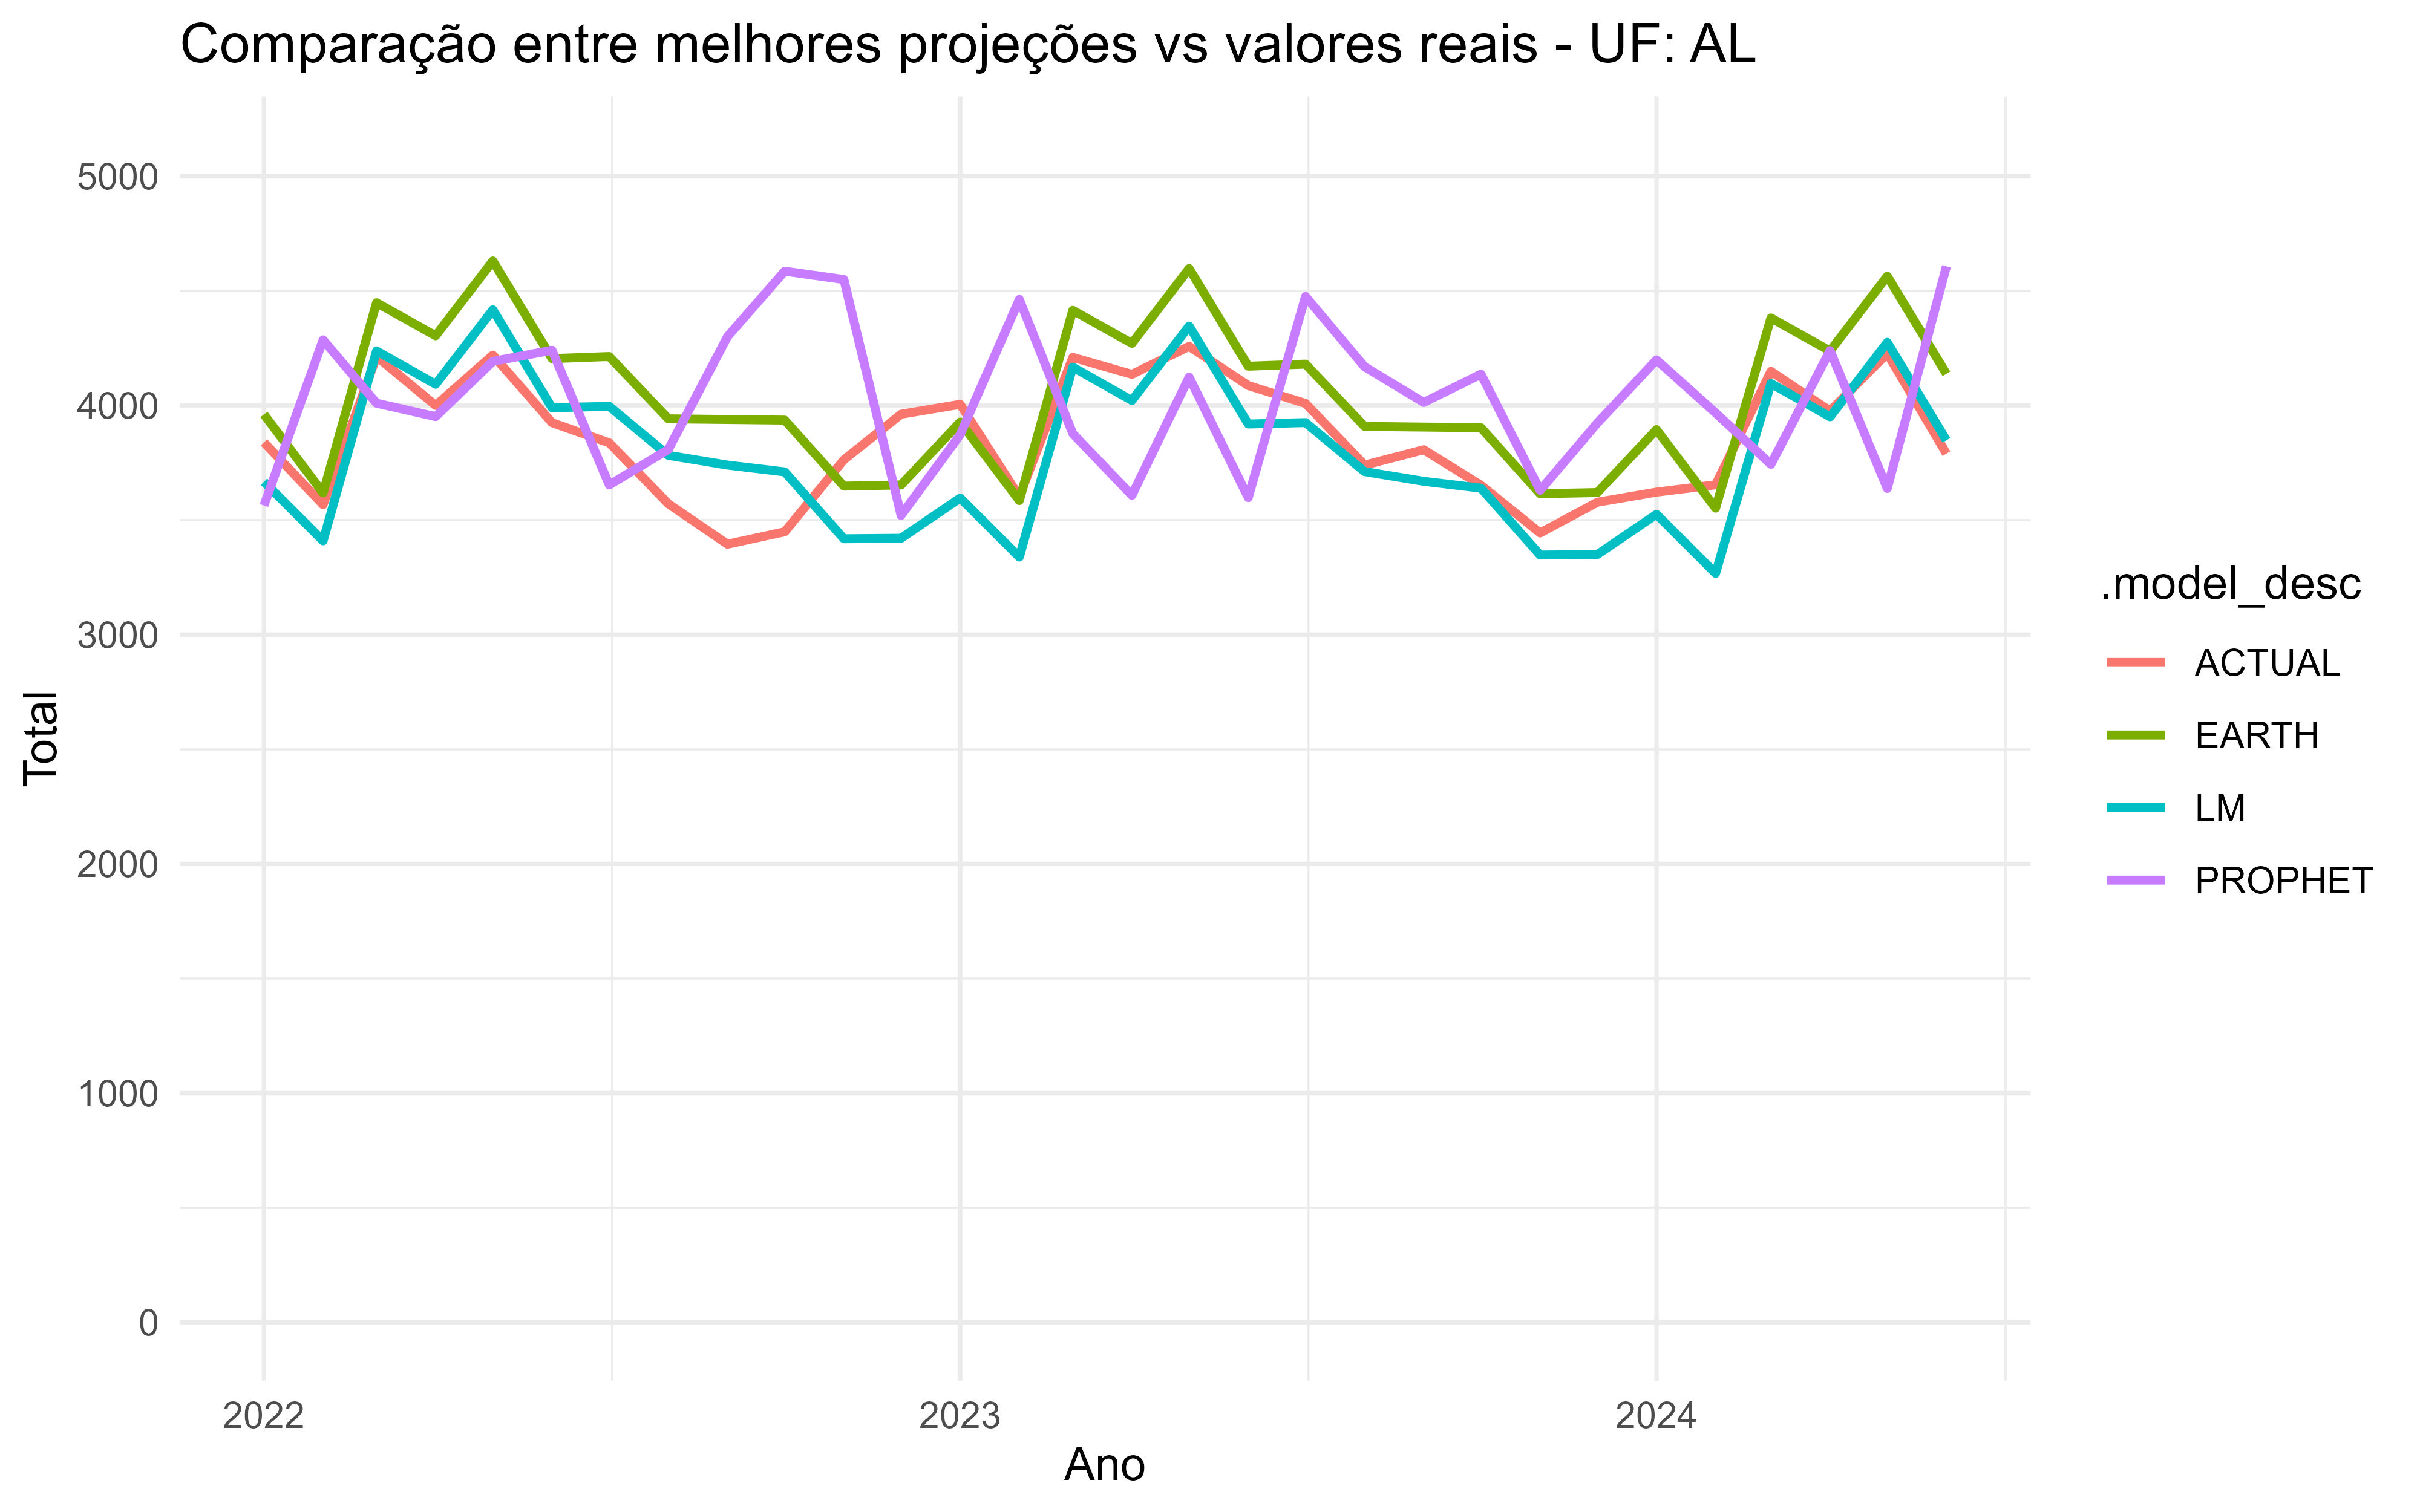 Comparação entre melhores projeções vs valores reais - UF: AL
5000
4000
3000
2000
1000
0
Total
2022
2023
2024
Ano
.model_desc
ACTUAL
EARTH
LM
PROPHET